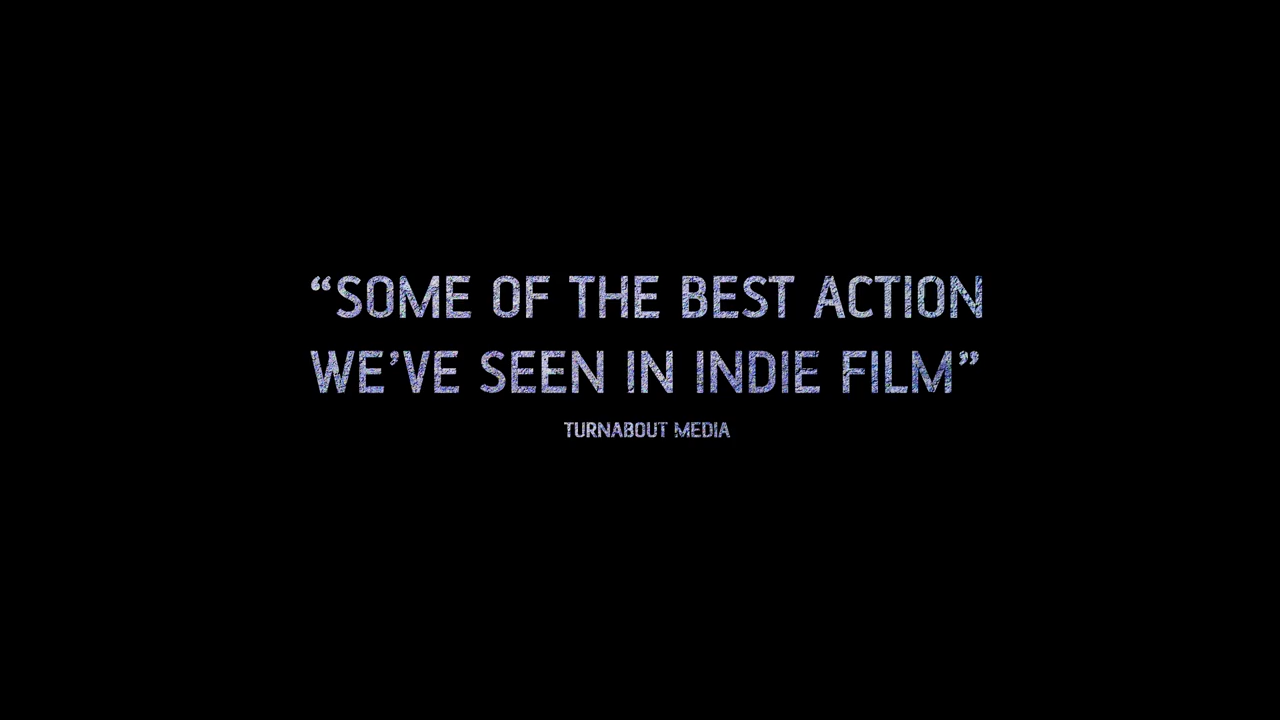 “SOME OF THE BEST ACTION
WE’VE SEEN IN INDIE FILM”
TURNABOUT MEDIA